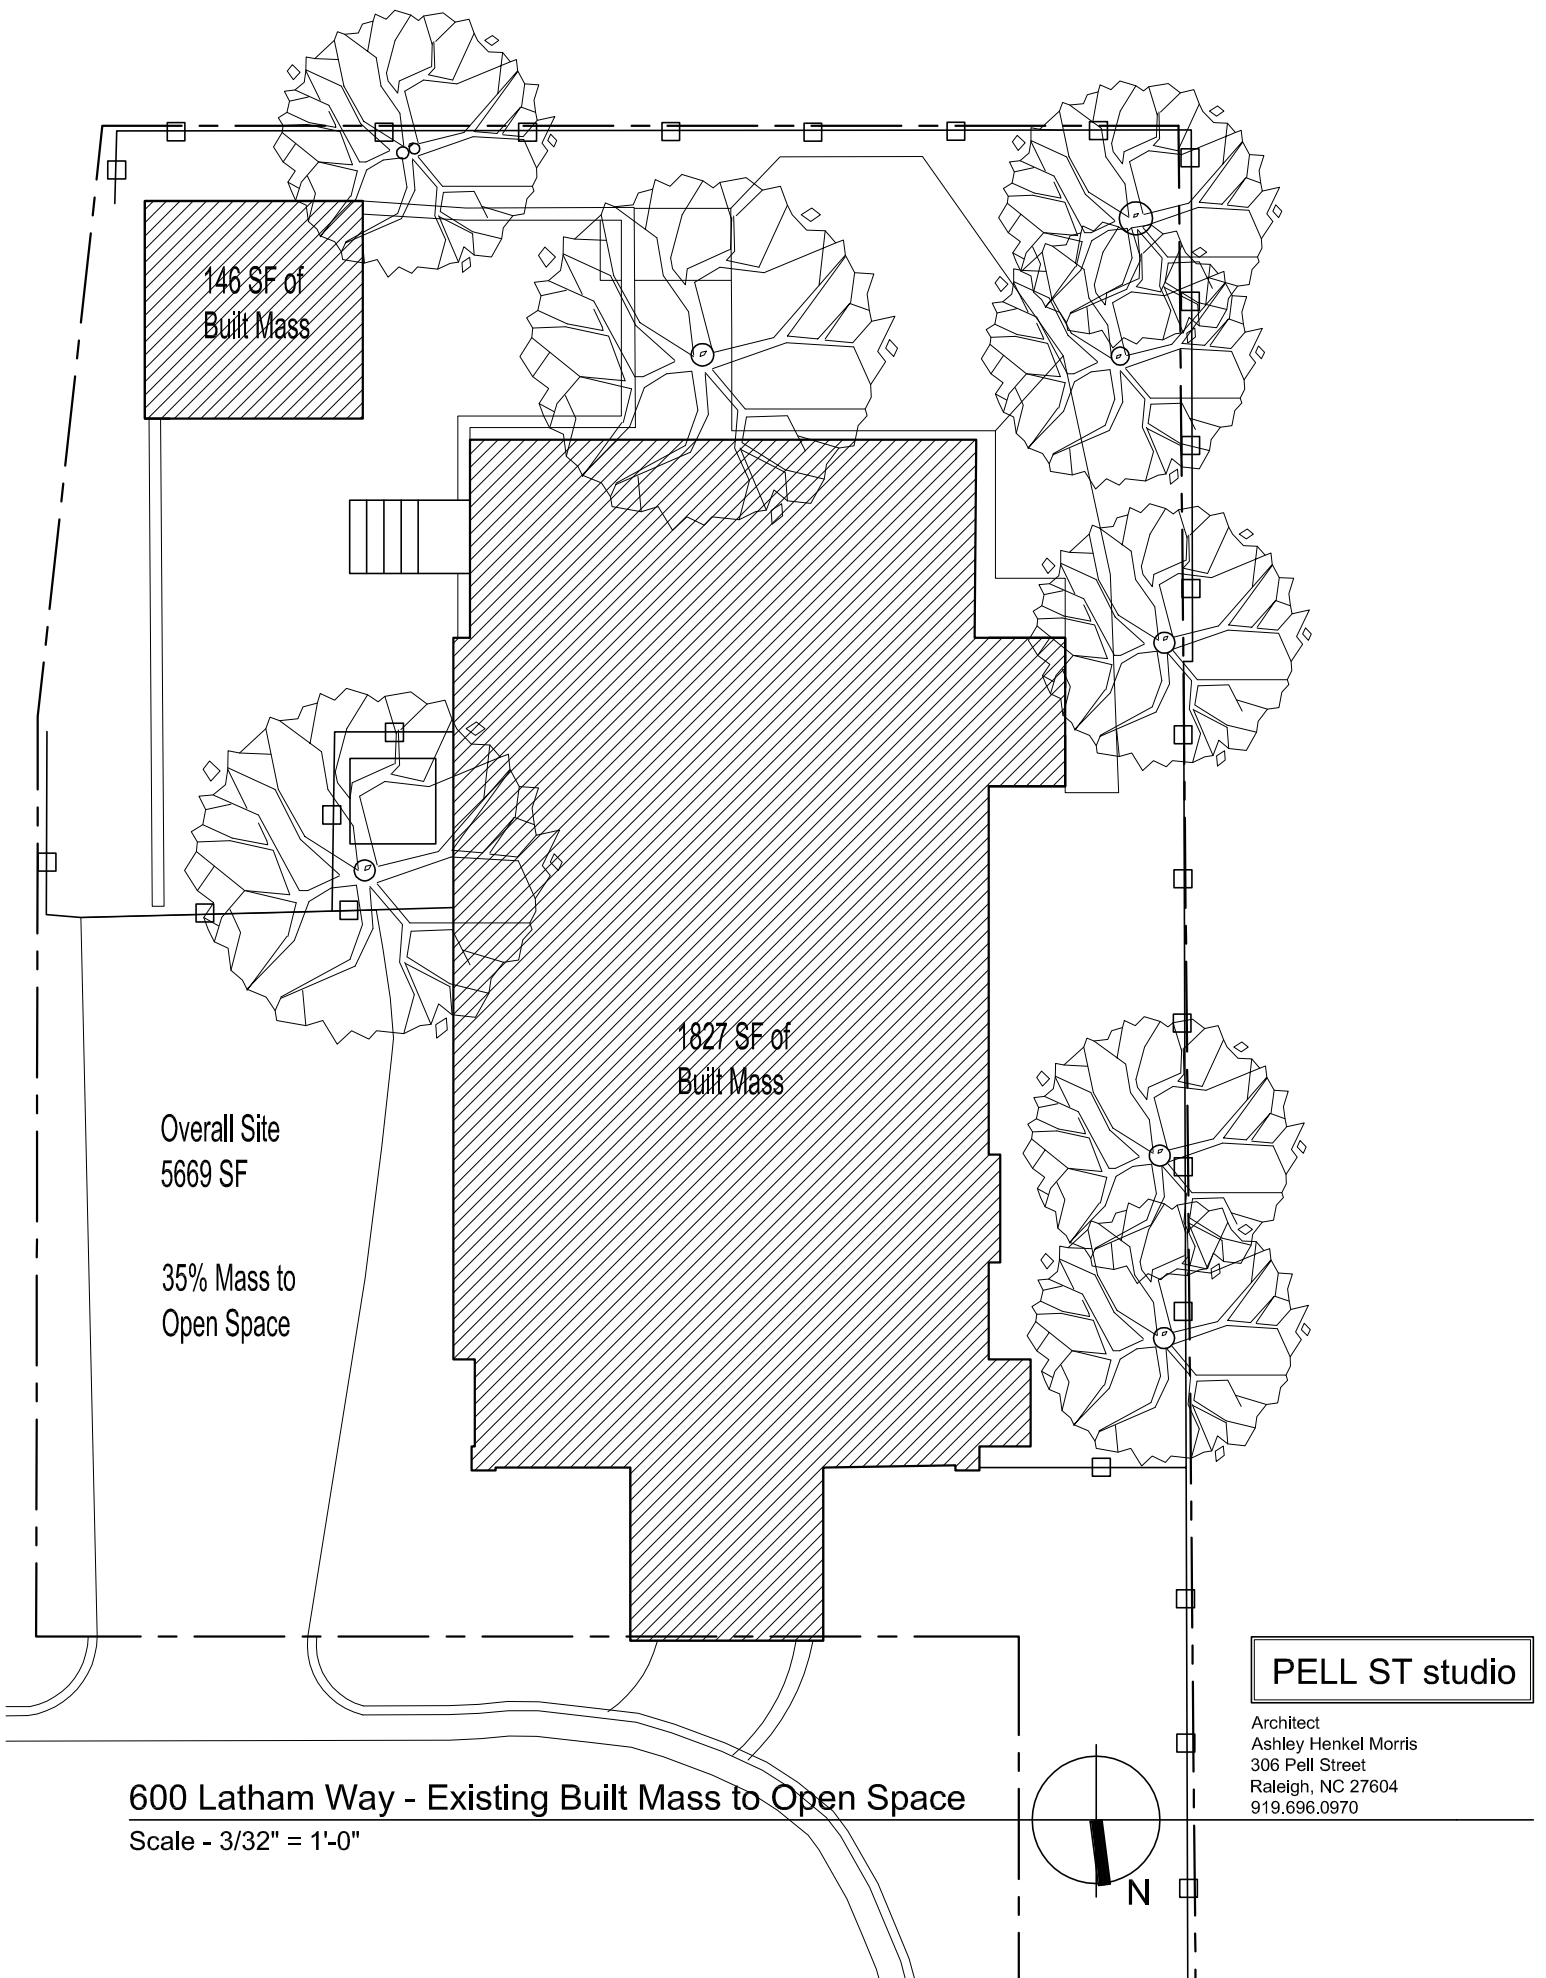 146 SF of
Built Mass
1827 SF of
Built Mass
Overall Site
5669 SF
35% Mass to
Open Space
PELL ST studio
Architect
Ashley Henkel Morris
306 Pell Street
Raleigh, NC 27604
919.696.0970
600 Latham Way - Existing Built Mass to Open Space
Scale - 3/32" = 1'-0"
N